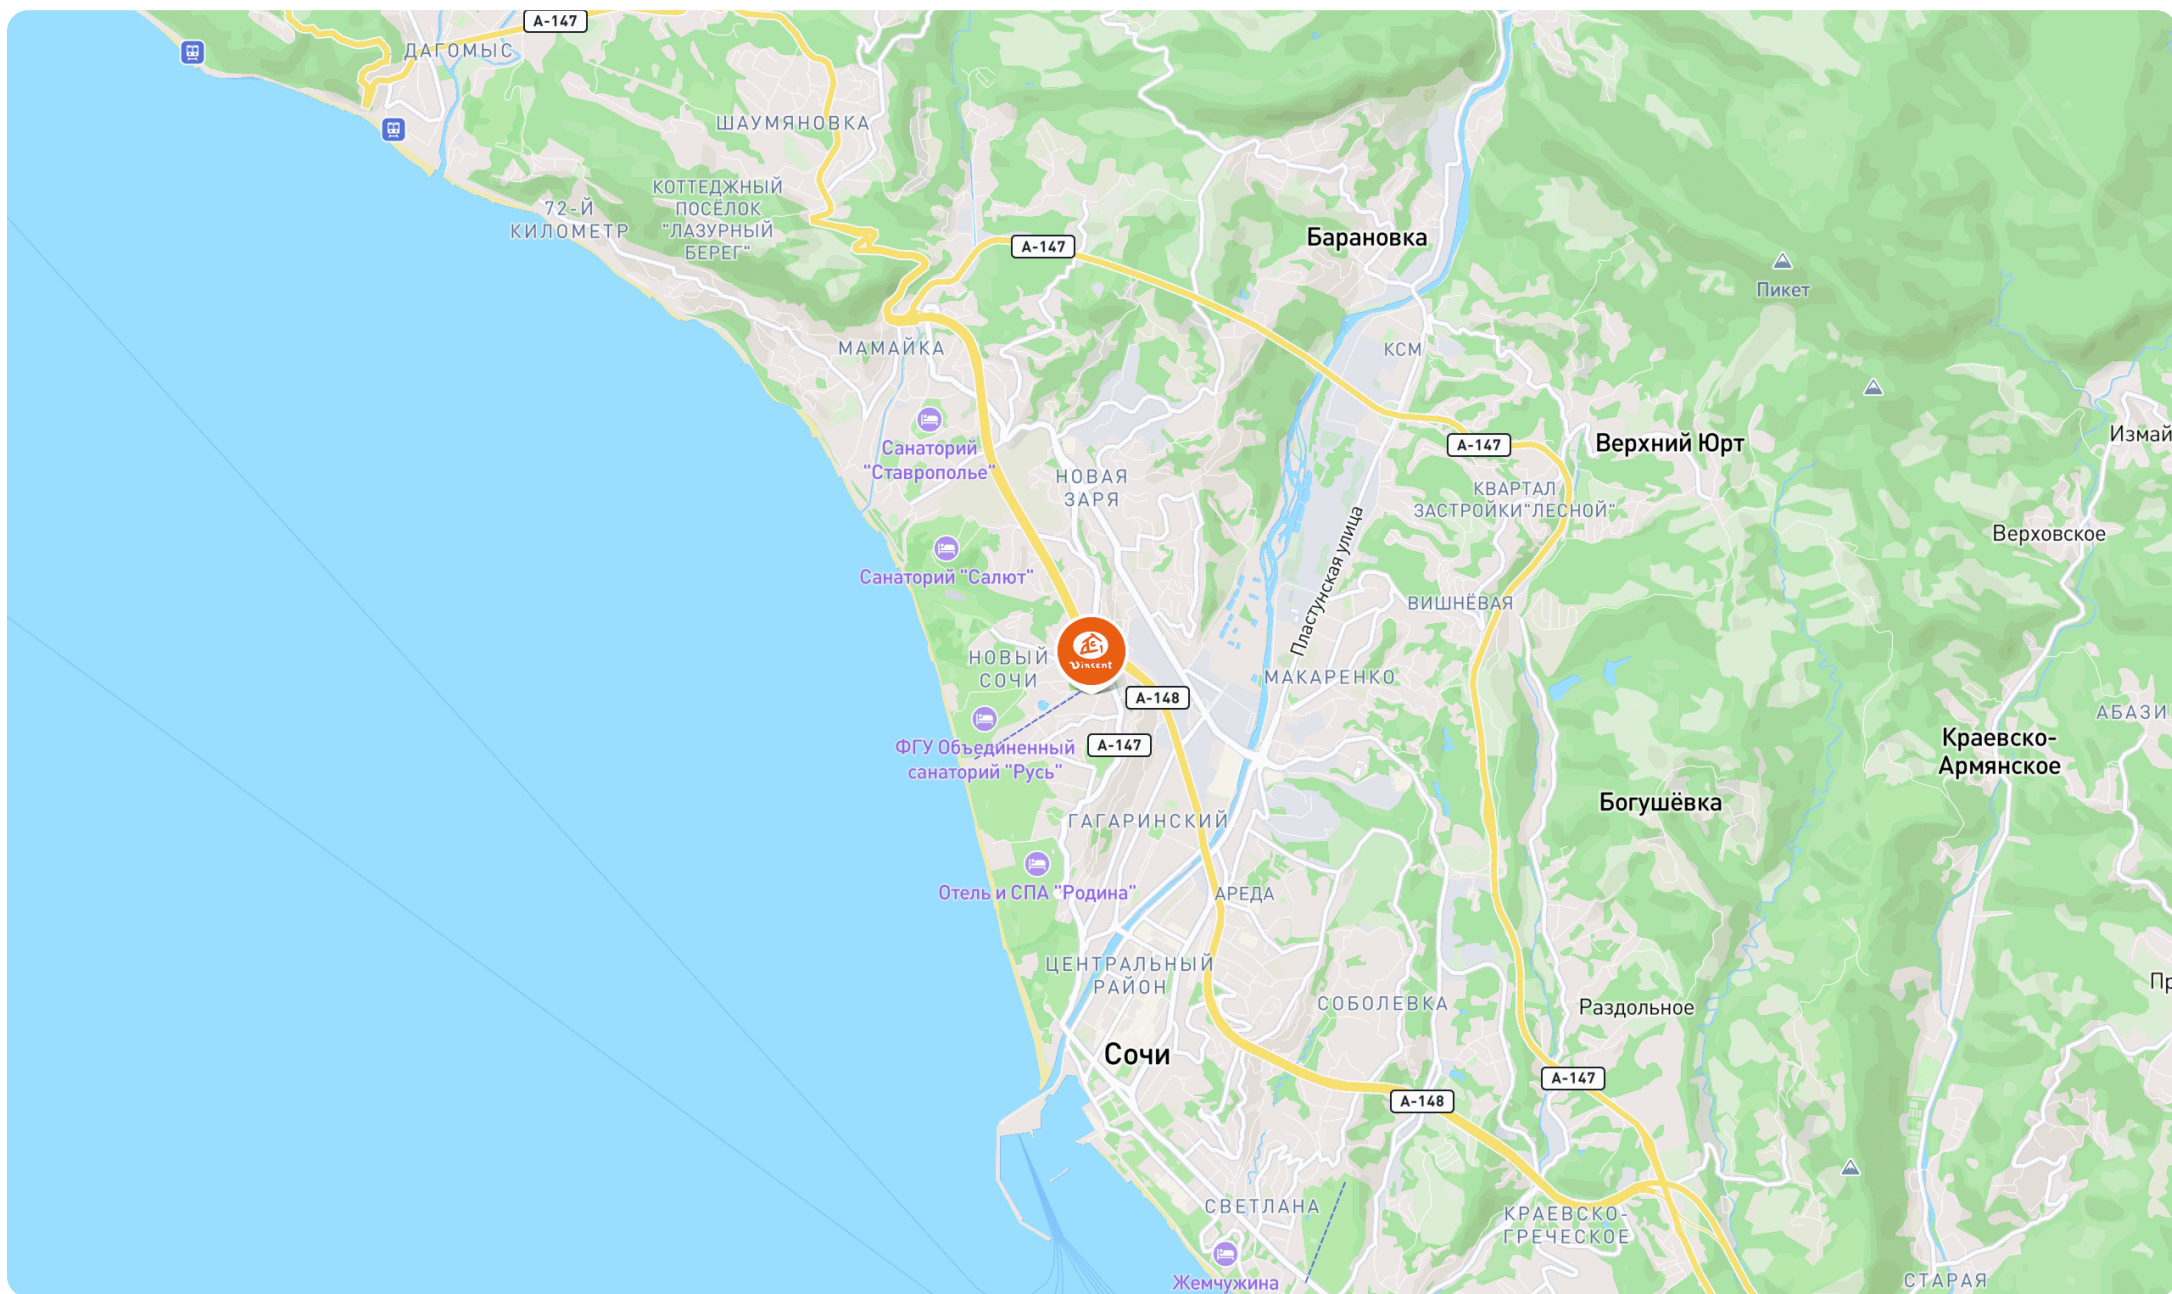 А-147
ДАГОМЫС
ШАУМЯНОВКА
КОТТЕДЖНЫЙ
ПОСЁЛОК
"ЛАЗУРНЫЙ
БЕРЕГ"
72-Й
КИЛОМЕТР
А-147
Барановка
Пикет
МАМАЙКА
КСМ
Санаторий
"Ставрополье"
А-147
Верхний Юрт
Измай
НОВАЯ
ЗАРЯ
КВАРТАЛ
ЗАСТРОЙКИ"ЛЕСНОЙ"
Верховское
Пластунская улица
Санаторий "Салют"
ВИШНЁВАЯ
Vincent
НОВЫЙ
СОЧИ
МАКАРЕНКО
А-148
АБАЗИ
А-147
ФГУ Объединенный
санаторий "Русь"
Краевско-
Армянское
Богушёвка
ГАГАРИНСКИЙ
Отель и СПА "Родина"
АРЕДА
ЦЕНТРАЛЬНЫЙ
РАЙОН
Пр
СОБОЛЕВКА
Раздольное
Сочи
А-147
А-148
СВЕТЛАНА
КРАЕВСКО-
ГРЕЧЕСКОЕ
Жемчужина
СТАРАЯ